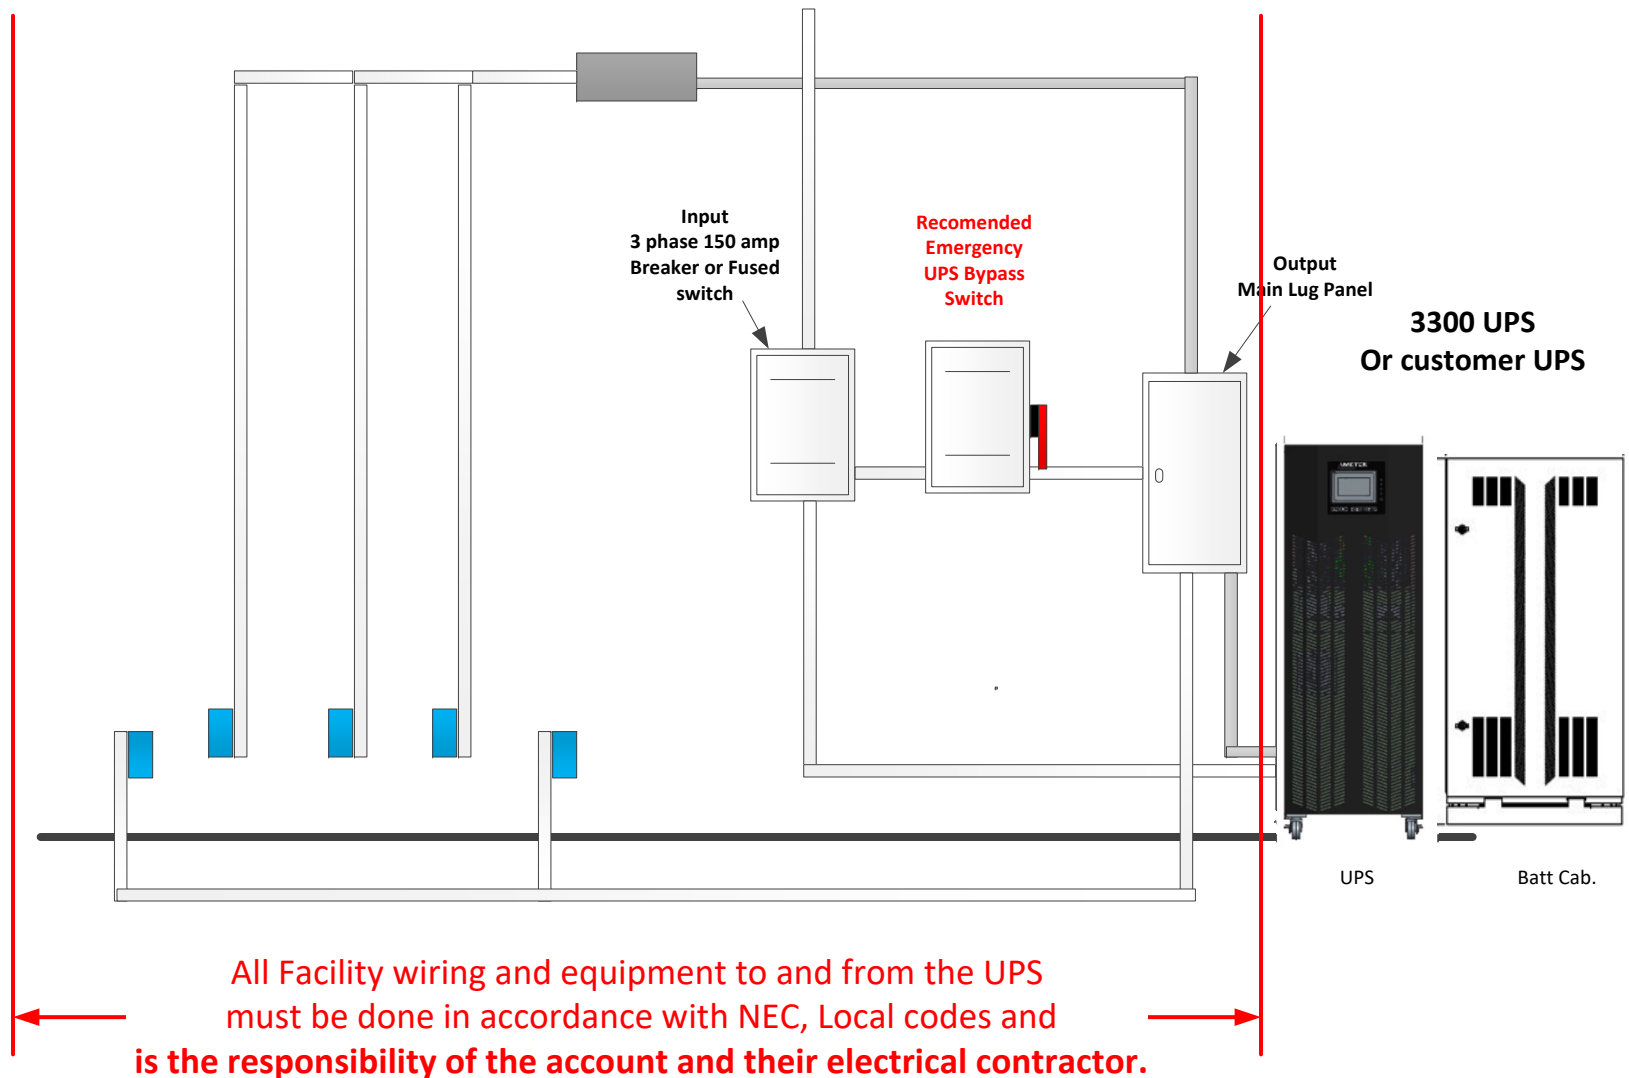 Input
3 phase 150 amp
Breaker or Fused
switch
Recomended
Emergency
UPS Bypass
Switch
Output
Main Lug Panel
3300 UPS
Or customer UPS
UPS
Batt Cab.
All Facility wiring and equipment to and from the UPS
must be done in accordance with NEC, Local codes and
is the responsibility of the account and their electrical contractor.